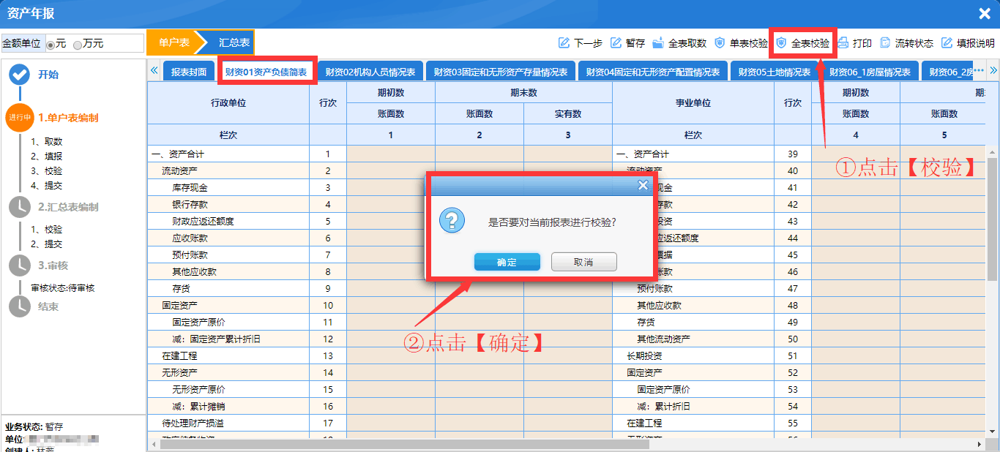 资产年报
金额单位 元 万元
单户表 汇总表
下一步 暂存 全表取数 单表校验 全表校验 打印 流转状态 填报说明
报表封面 财资01资产负债简表 财资02机构人员情况表 财资03固定和无形资产存量情况表 财资04固定和无形资产配置情况表 财资05土地情况表 财资06_1房屋情况表 财资06_2房
开始
进行中 1.单户表编制
1、取数
2、填报
3、校验
4、提交
2.汇总表编制
1、校验
2、提交
3.审核
审核状态:待审核
结束
业务状态: 暂存
单位:
创建人:
行政单位 行次 期初数 期末数 事业单位 行次 期初数 期
账面数 账面数 实有数 账面数 账面数
栏次 1 2 3 栏次 4 5
一、资产合计 1 一、资产合计 39
流动资产 2 流动资产 40
库存现金 3 现金 41
银行存款 4 存款 42
财政应返还额度 5 投资 43
应收账款 6 应返还额度 44
预付账款 7 票据 45
其他应收款 8 账款 46
存货 9 预付账款 47
固定资产 10 其他应收款 48
固定资产原价 11 存货 49
减：固定资产累计折旧 12 其他流动资产 50
在建工程 13 长期投资 51
无形资产 14 固定资产 52
无形资产原价 15 固定资产原价 53
减：累计摊销 16 减：累计折旧 54
待处理财产损溢 17 在建工程 55
①点击【校验】
是否要对当前报表进行校验?
确定 取消
②点击【确定】